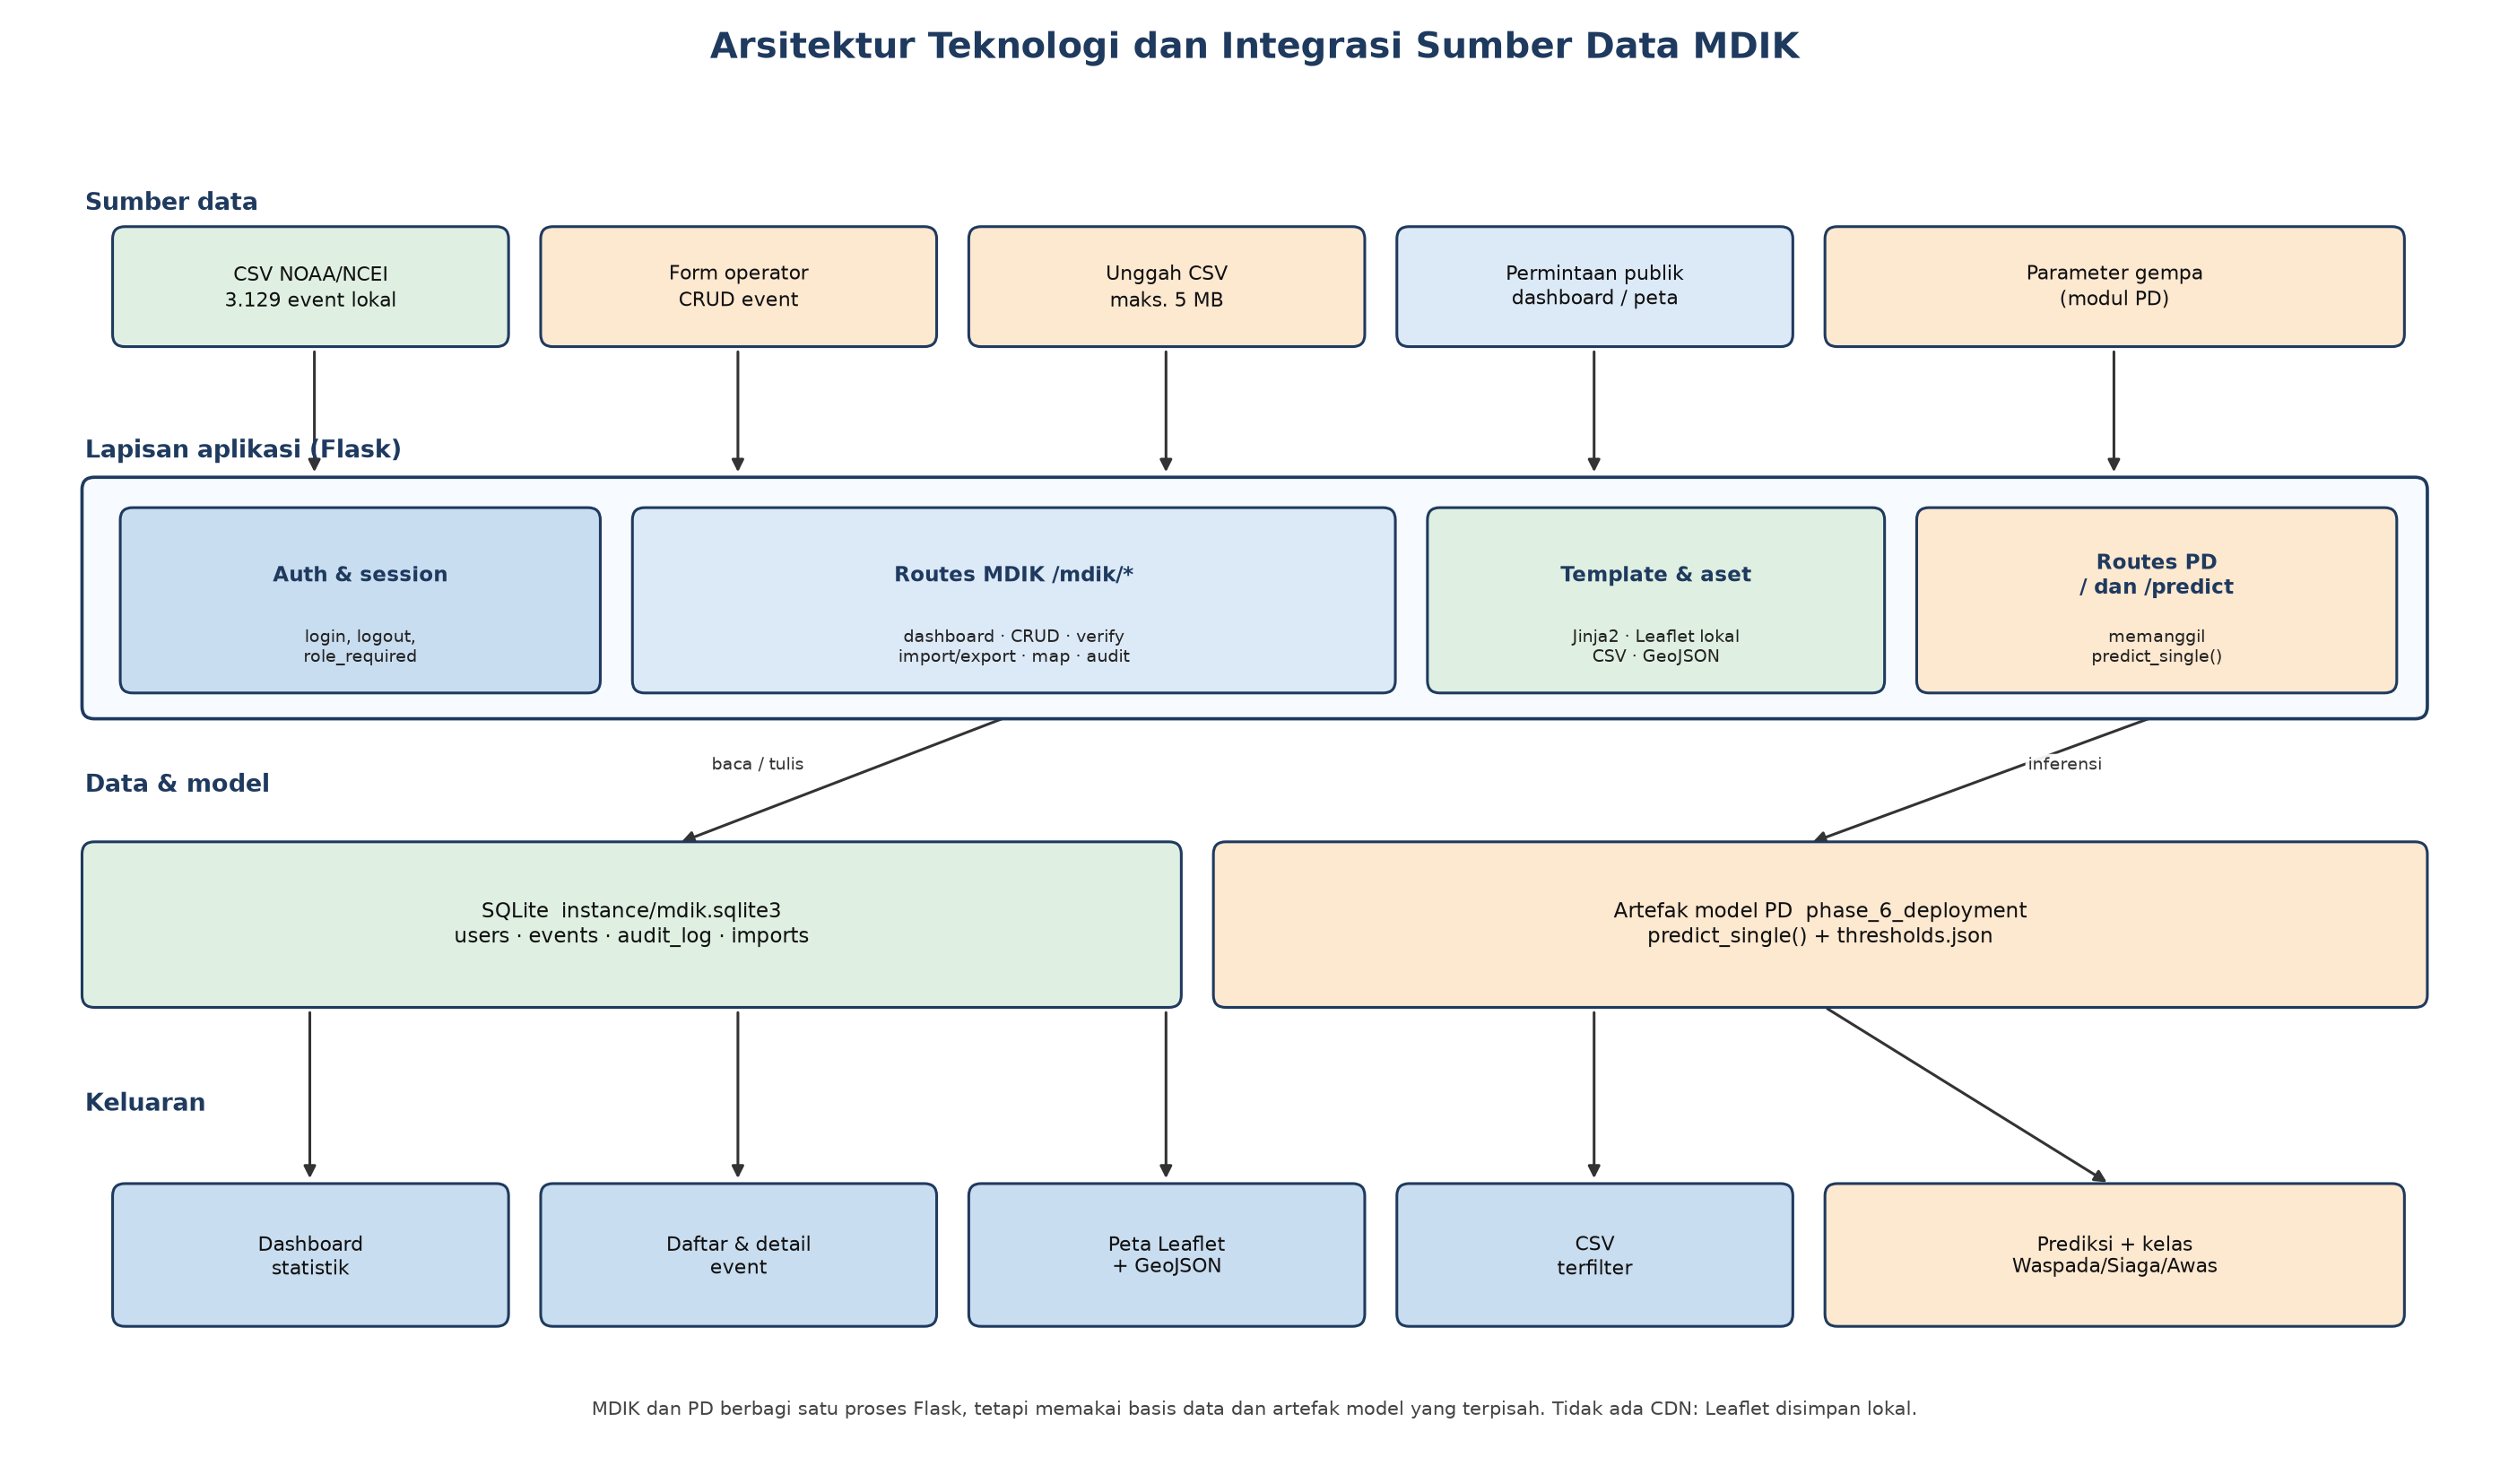 Arsitektur Teknologi dan Integrasi Sumber Data MDIK
Sumber data
CSV NOAA/NCEI
3.129 event lokal
Form operator
CRUD event
Unggah CSV
maks. 5 MB
Permintaan publik
dashboard / peta
Parameter gempa
(modul PD)
Lapisan aplikasi (Flask)
Auth & session
login, logout,
role_required
Routes MDIK /mdik/*
dashboard · CRUD · verify
import/export · map · audit
Template & aset
Jinja2 · Leaflet lokal
CSV · GeoJSON
Routes PD
/ dan /predict
memanggil
predict_single()
baca / tulis
inferensi
Data & model
SQLite  instance/mdik.sqlite3
users · events · audit_log · imports
Artefak model PD  phase_6_deployment
predict_single() + thresholds.json
Keluaran
Dashboard
statistik
Daftar & detail
event
Peta Leaflet
+ GeoJSON
CSV
terfilter
Prediksi + kelas
Waspada/Siaga/Awas
MDIK dan PD berbagi satu proses Flask, tetapi memakai basis data dan artefak model yang terpisah. Tidak ada CDN: Leaflet disimpan lokal.